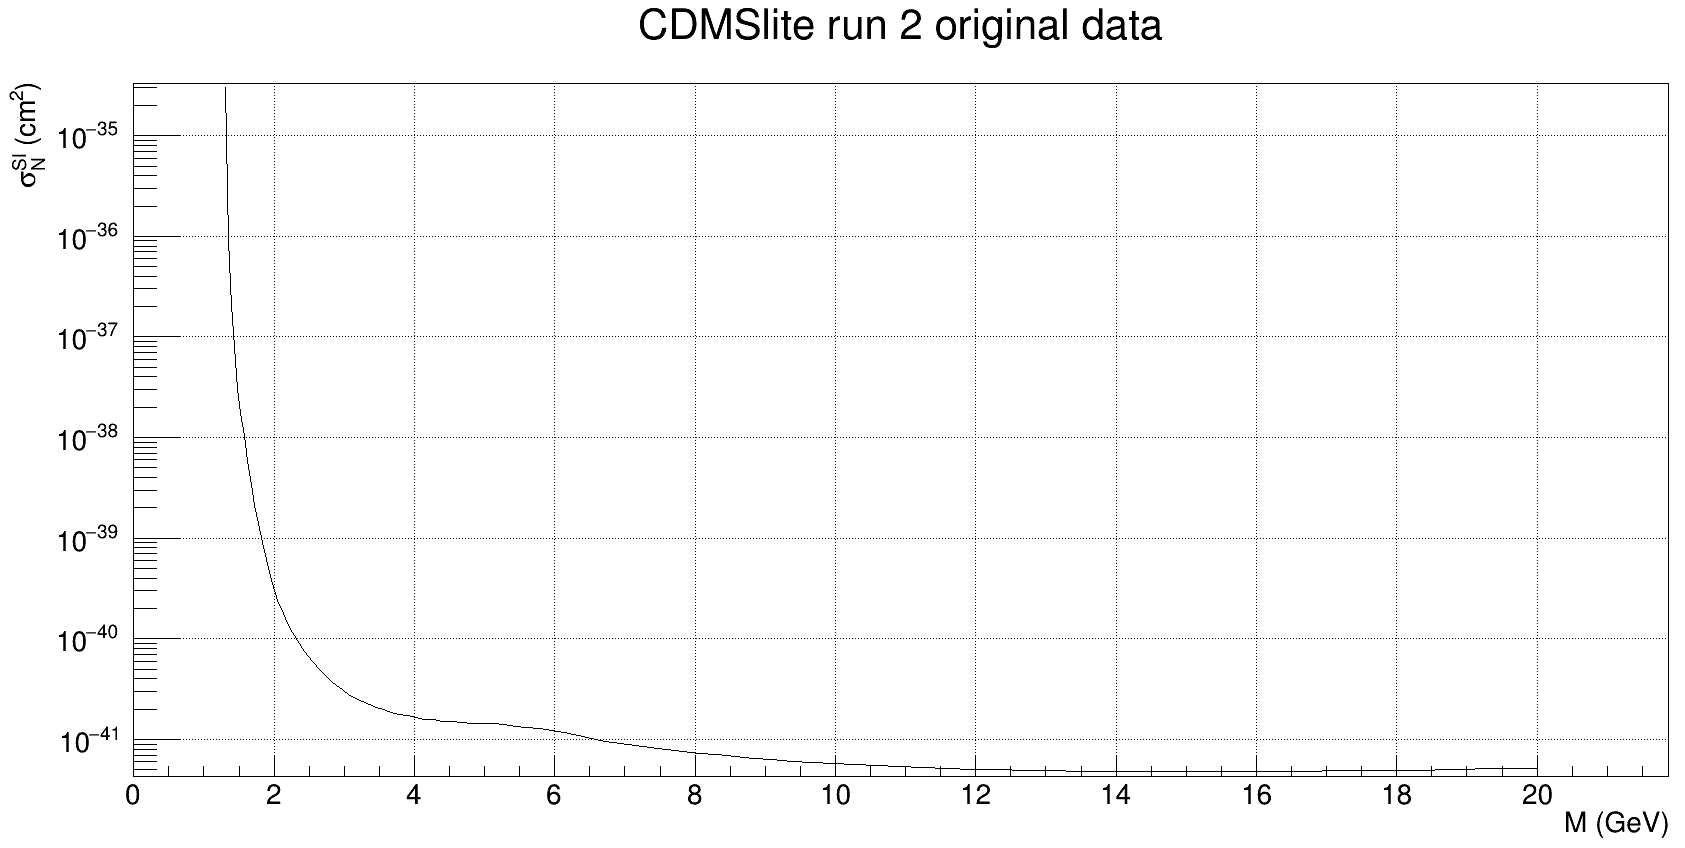 CDMSlite run 2 original data
σ_N^SI (cm²)
10⁻³⁵
10⁻³⁶
10⁻³⁷
10⁻³⁸
10⁻³⁹
10⁻⁴⁰
10⁻⁴¹
0 2 4 6 8 10 12 14 16 18 20
M (GeV)